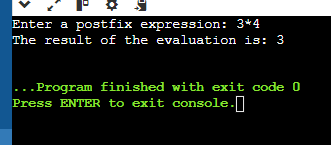 Enter a postfix expression: 3*4
The result of the evaluation is: 3
...Program finished with exit code 0
Press ENTER to exit console.